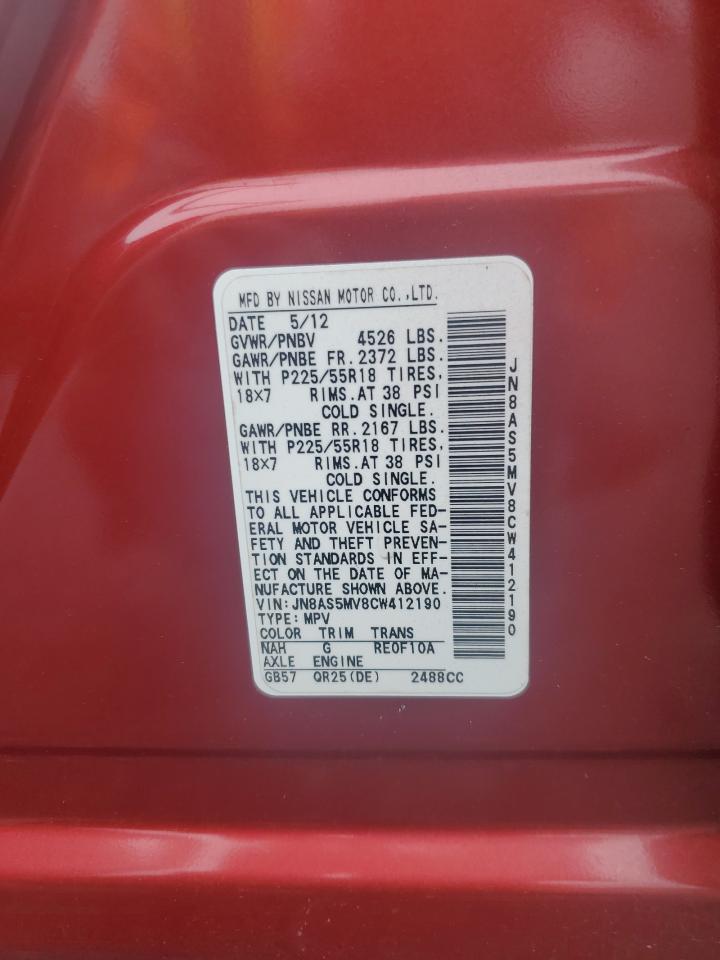 MFD BY NISSAN MOTOR CO.,LTD.
DATE 5/12
GVWR/PNBV 4526 LBS.
GAWR/PNBE FR.2372 LBS.
WITH P225/55R18 TIRES,
18X7 RIMS.AT 38 PSI
COLD SINGLE.
GAWR/PNBE RR.2167 LBS.
WITH P225/55R18 TIRES,
18X7 RIMS.AT 38 PSI
COLD SINGLE.
THIS VEHICLE CONFORMS
TO ALL APPLICABLE FED-
ERAL MOTOR VEHICLE SA-
FETY AND THEFT PREVEN-
TION STANDARDS IN EFF-
ECT ON THE DATE OF MA-
NUFACTURE SHOWN ABOVE.
VIN:JN8AS5MV8CW412190
TYPE:MPV
COLOR TRIM TRANS
NAH G RE0F10A
AXLE ENGINE
GB57 QR25(DE) 2488CC
JN8AS5MV8CW412190